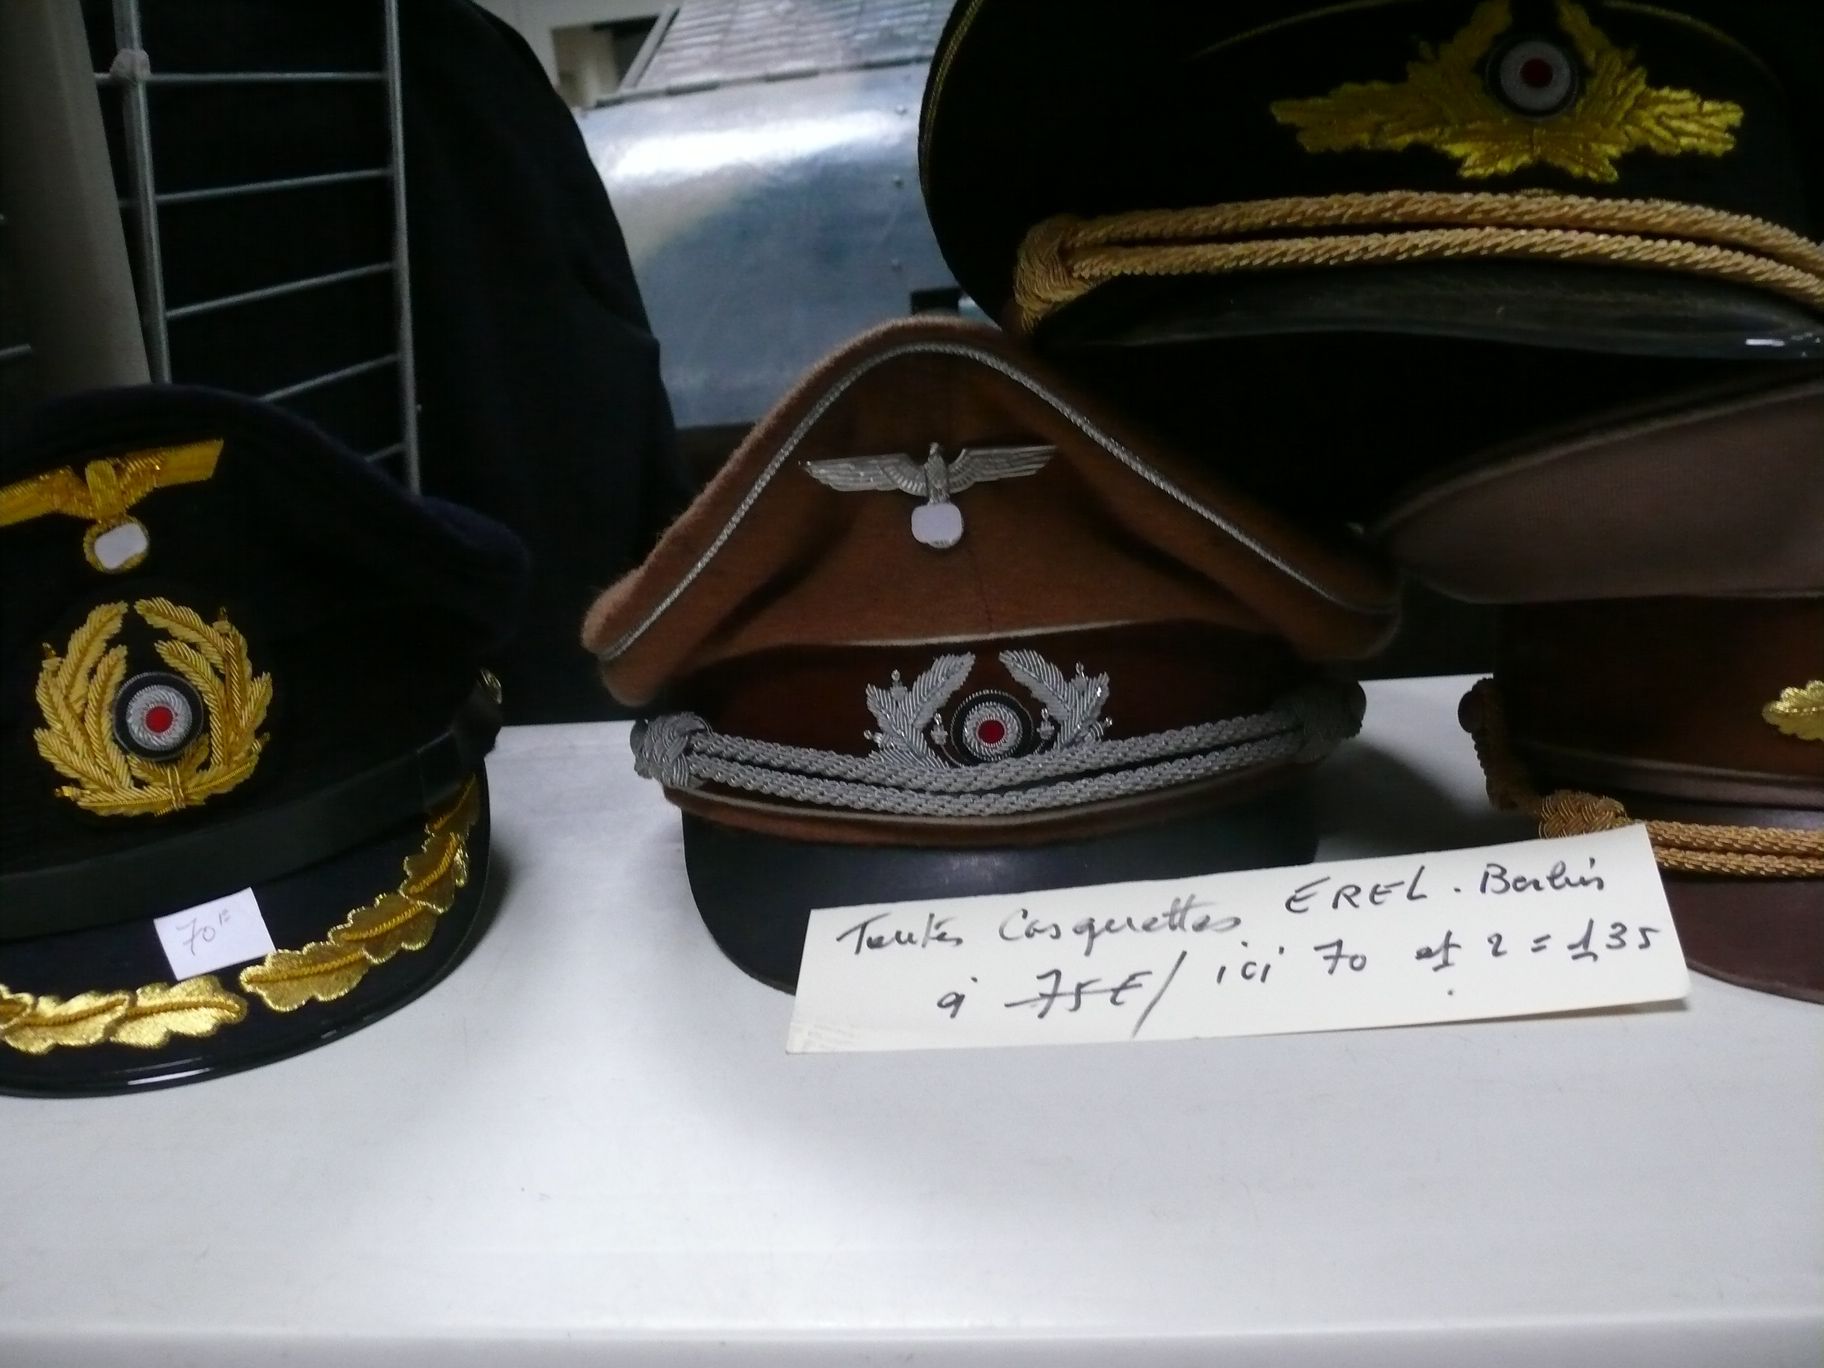 70€
Toutes Casquettes EREL. Berlin
à 75€/ ici 70 et 2 = 135